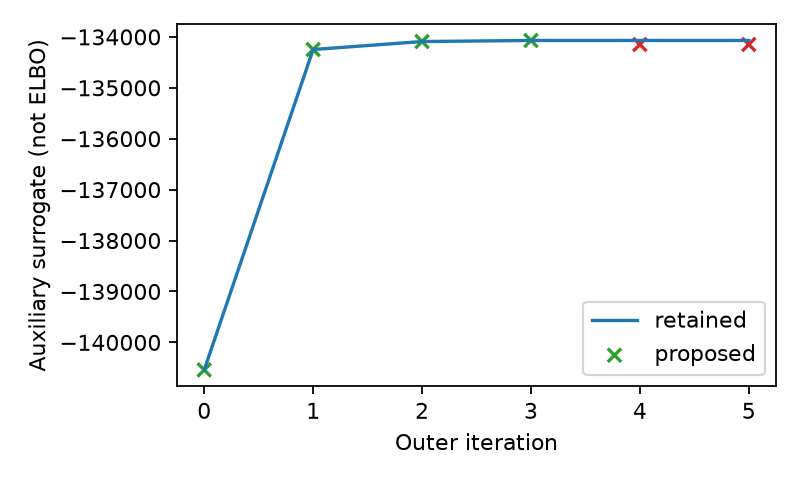 Auxiliary surrogate (not ELBO)
−134000
−135000
−136000
−137000
−138000
−139000
−140000
retained
proposed
0 1 2 3 4 5
Outer iteration